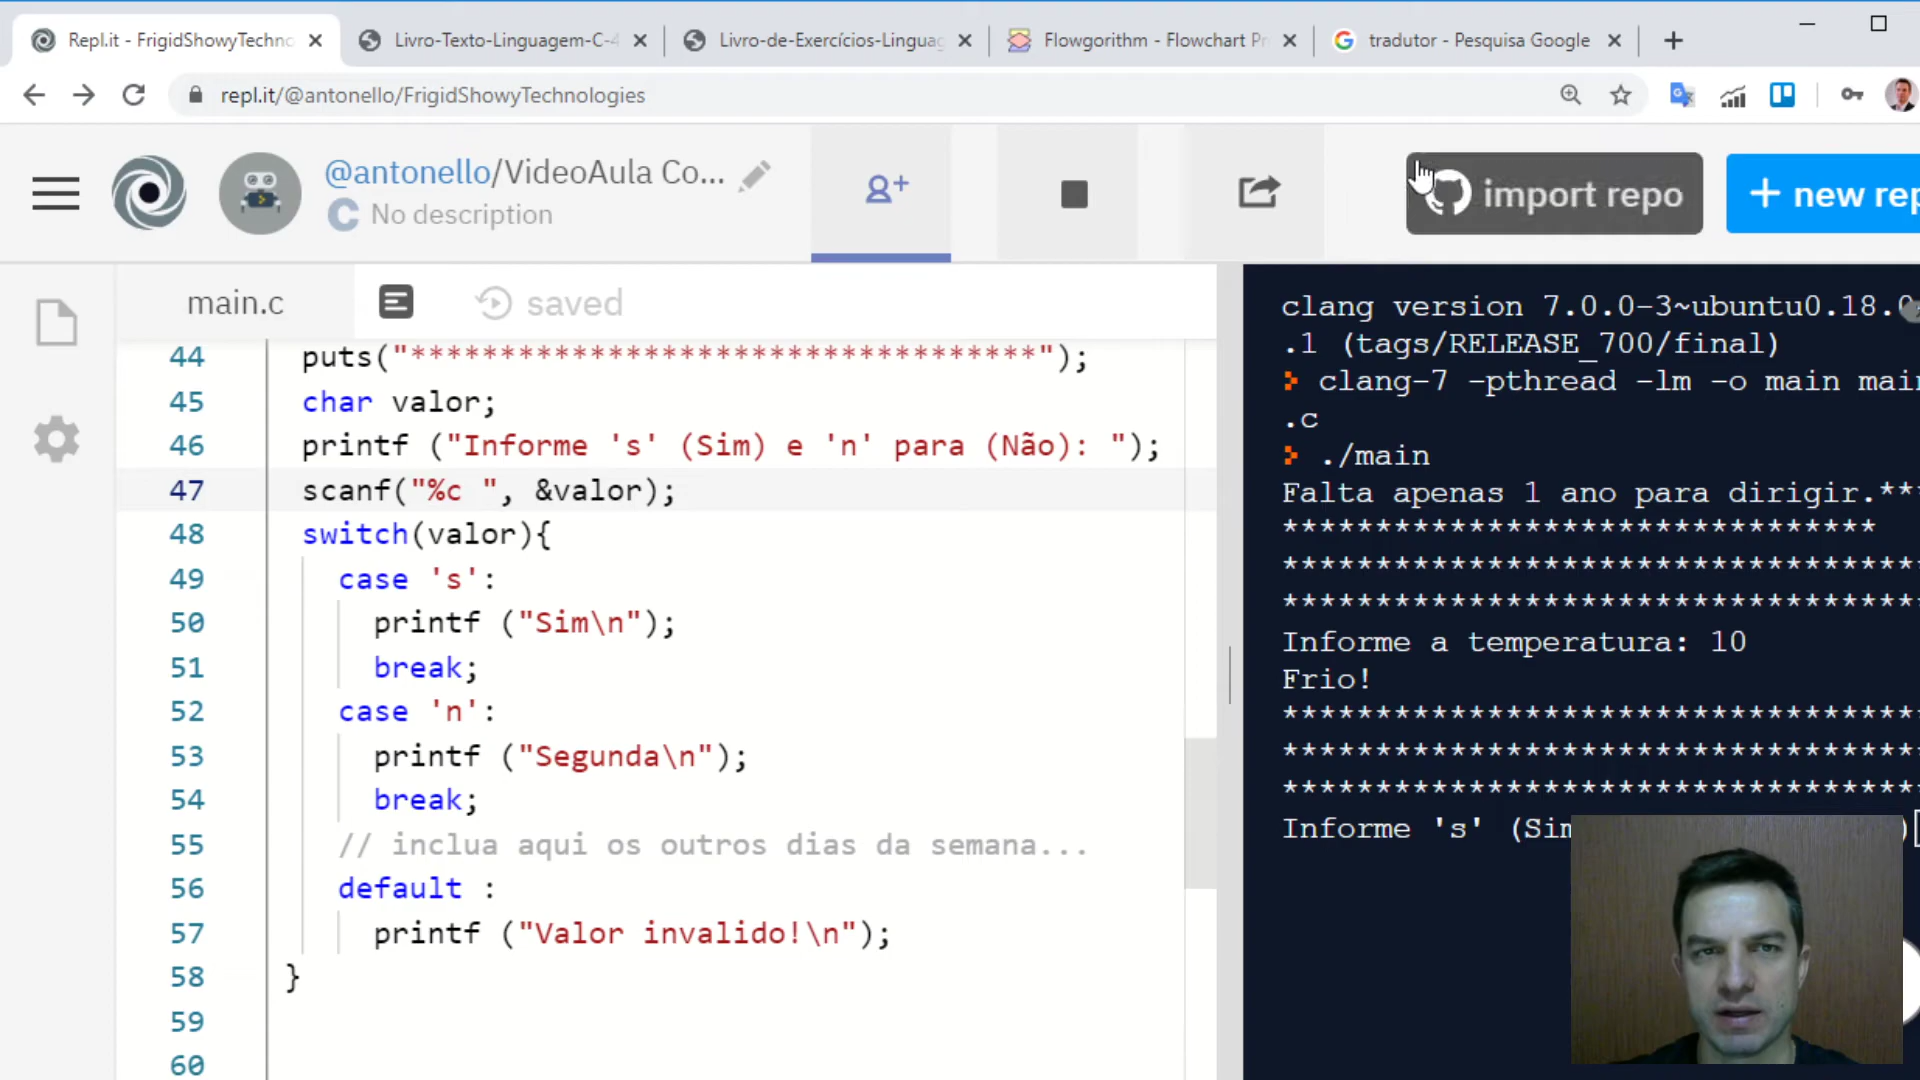 Repl.it - FrigidShowyTechno
Livro-Texto-Linguagem-C-4
Livro-de-Exercícios-Linguag
Flowgorithm - Flowchart Pr
tradutor - Pesquisa Google
repl.it/@antonello/FrigidShowyTechnologies
@antonello/VideoAula Co...
C No description
import repo
+ new rep
main.c
saved
44 puts("***********************************");
45 char valor;
46 printf ("Informe 's' (Sim) e 'n' para (Não): ");
47 scanf("%c ", &valor);
48 switch(valor){
49 case 's':
50 printf ("Sim\n");
51 break;
52 case 'n':
53 printf ("Segunda\n");
54 break;
55 // inclua aqui os outros dias da semana...
56 default :
57 printf ("Valor invalido!\n");
58 }
59
60
clang version 7.0.0-3~ubuntu0.18.0
.1 (tags/RELEASE_700/final)
clang-7 -pthread -lm -o main main
.c
./main
Falta apenas 1 ano para dirigir.**
********************************
***********************************
***********************************
Informe a temperatura: 10
Frio!
***********************************
***********************************
***********************************
Informe 's' (Sim )